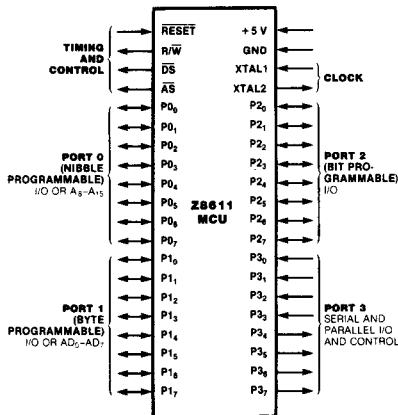 TIMING
AND
CONTROL
RESET
R/W
DS
AS
PORT 0
(NIBBLE
PROGRAMMABLE)
I/O OR A₈–A₁₅
P0₀
P0₁
P0₂
P0₃
P0₄
P0₅
P0₆
P0₇
PORT 1
(BYTE
PROGRAMMABLE)
I/O OR AD₀–AD₇
P1₀
P1₁
P1₂
P1₃
P1₄
P1₅
P1₆
P1₇
Z8611
MCU
+5 V
GND
XTAL1
XTAL2
CLOCK
P2₀
P2₁
P2₂
P2₃
P2₄
P2₅
P2₆
P2₇
PORT 2
(BIT PRO-
GRAMMABLE)
I/O
P3₀
P3₁
P3₂
P3₃
P3₄
P3₅
P3₆
P3₇
PORT 3
SERIAL AND
PARALLEL I/O
AND CONTROL